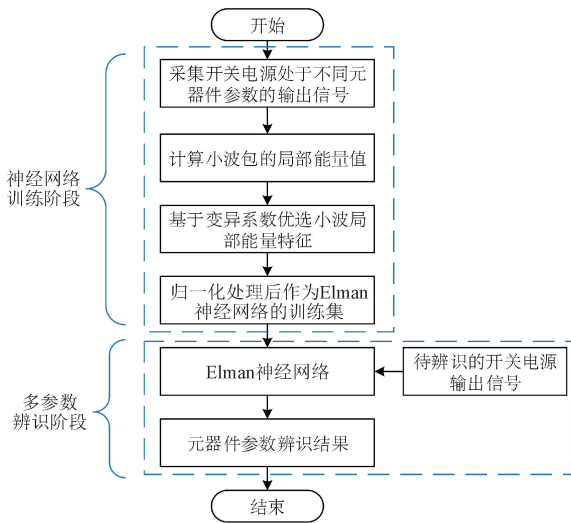 开始
采集开关电源处于不同元
器件参数的输出信号
计算小波包的局部能量值
神经网络
训练阶段
基于变异系数优选小波局
部能量特征
归一化处理后作为Elman
神经网络的训练集
Elman神经网络
待辨识的开关电源
输出信号
多参数
辨识阶段
元器件参数辨识结果
结束